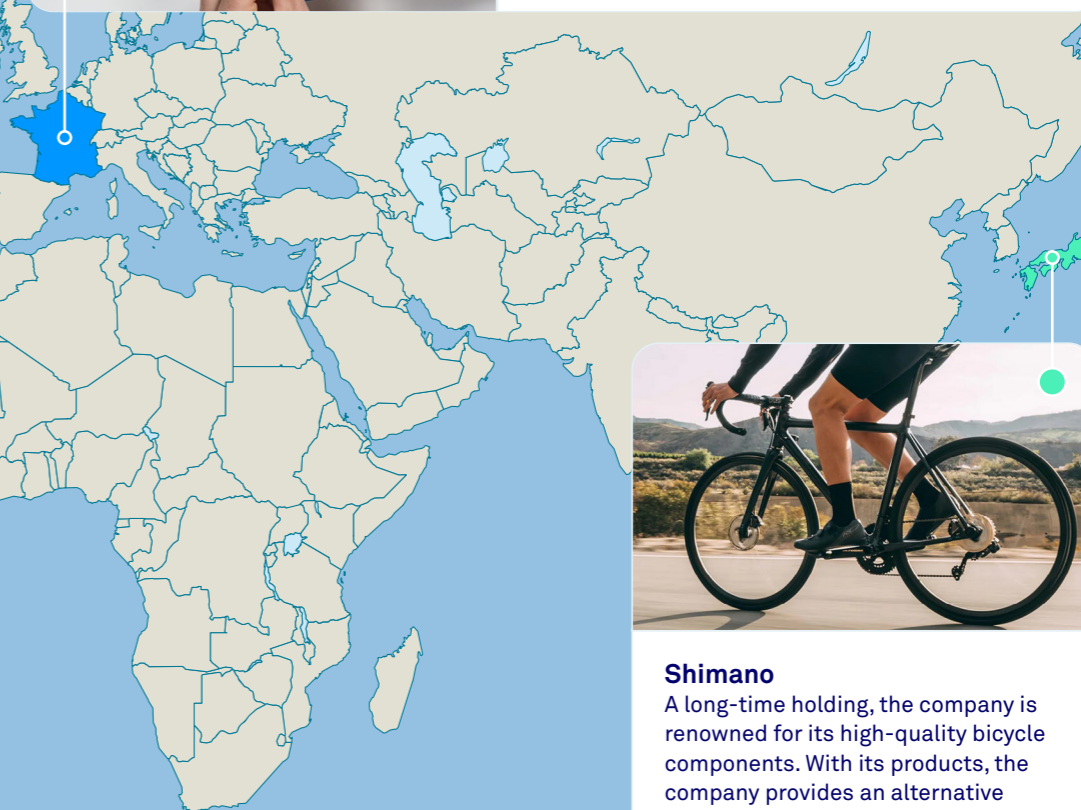 Shimano
A long-time holding, the company is
renowned for its high-quality bicycle
components. With its products, the
company provides an alternative